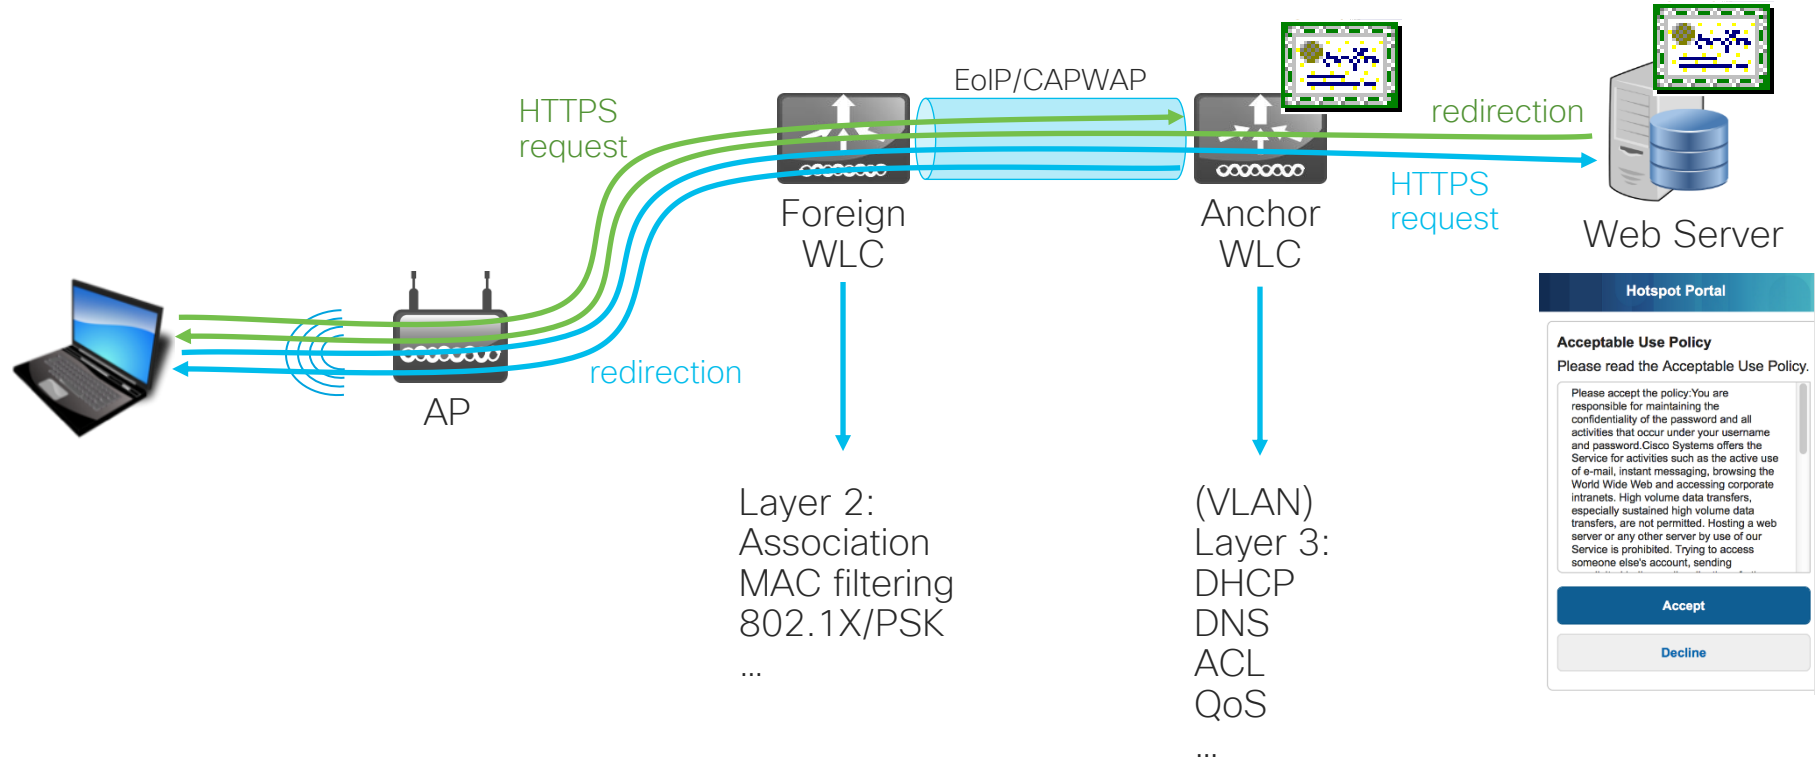 EoIP/CAPWAP
HTTPS
request
redirection
HTTPS
request
Foreign
WLC
Anchor
WLC
Web Server
redirection
AP
Layer 2:
Association
MAC filtering
802.1X/PSK
...
(VLAN)
Layer 3:
DHCP
DNS
ACL
QoS
...
Hotspot Portal
Acceptable Use Policy
Please read the Acceptable Use Policy.
Please accept the policy:You are
responsible for maintaining the
confidentiality of the password and all
activities that occur under your username
and password.Cisco Systems offers the
Service for activities such as the active use
of e-mail, instant messaging, browsing the
World Wide Web and accessing corporate
intranets. High volume data transfers,
especially sustained high volume data
transfers, are not permitted. Hosting a web
server or any other server by use of our
Service is prohibited. Trying to access
someone else's account, sending
Accept
Decline